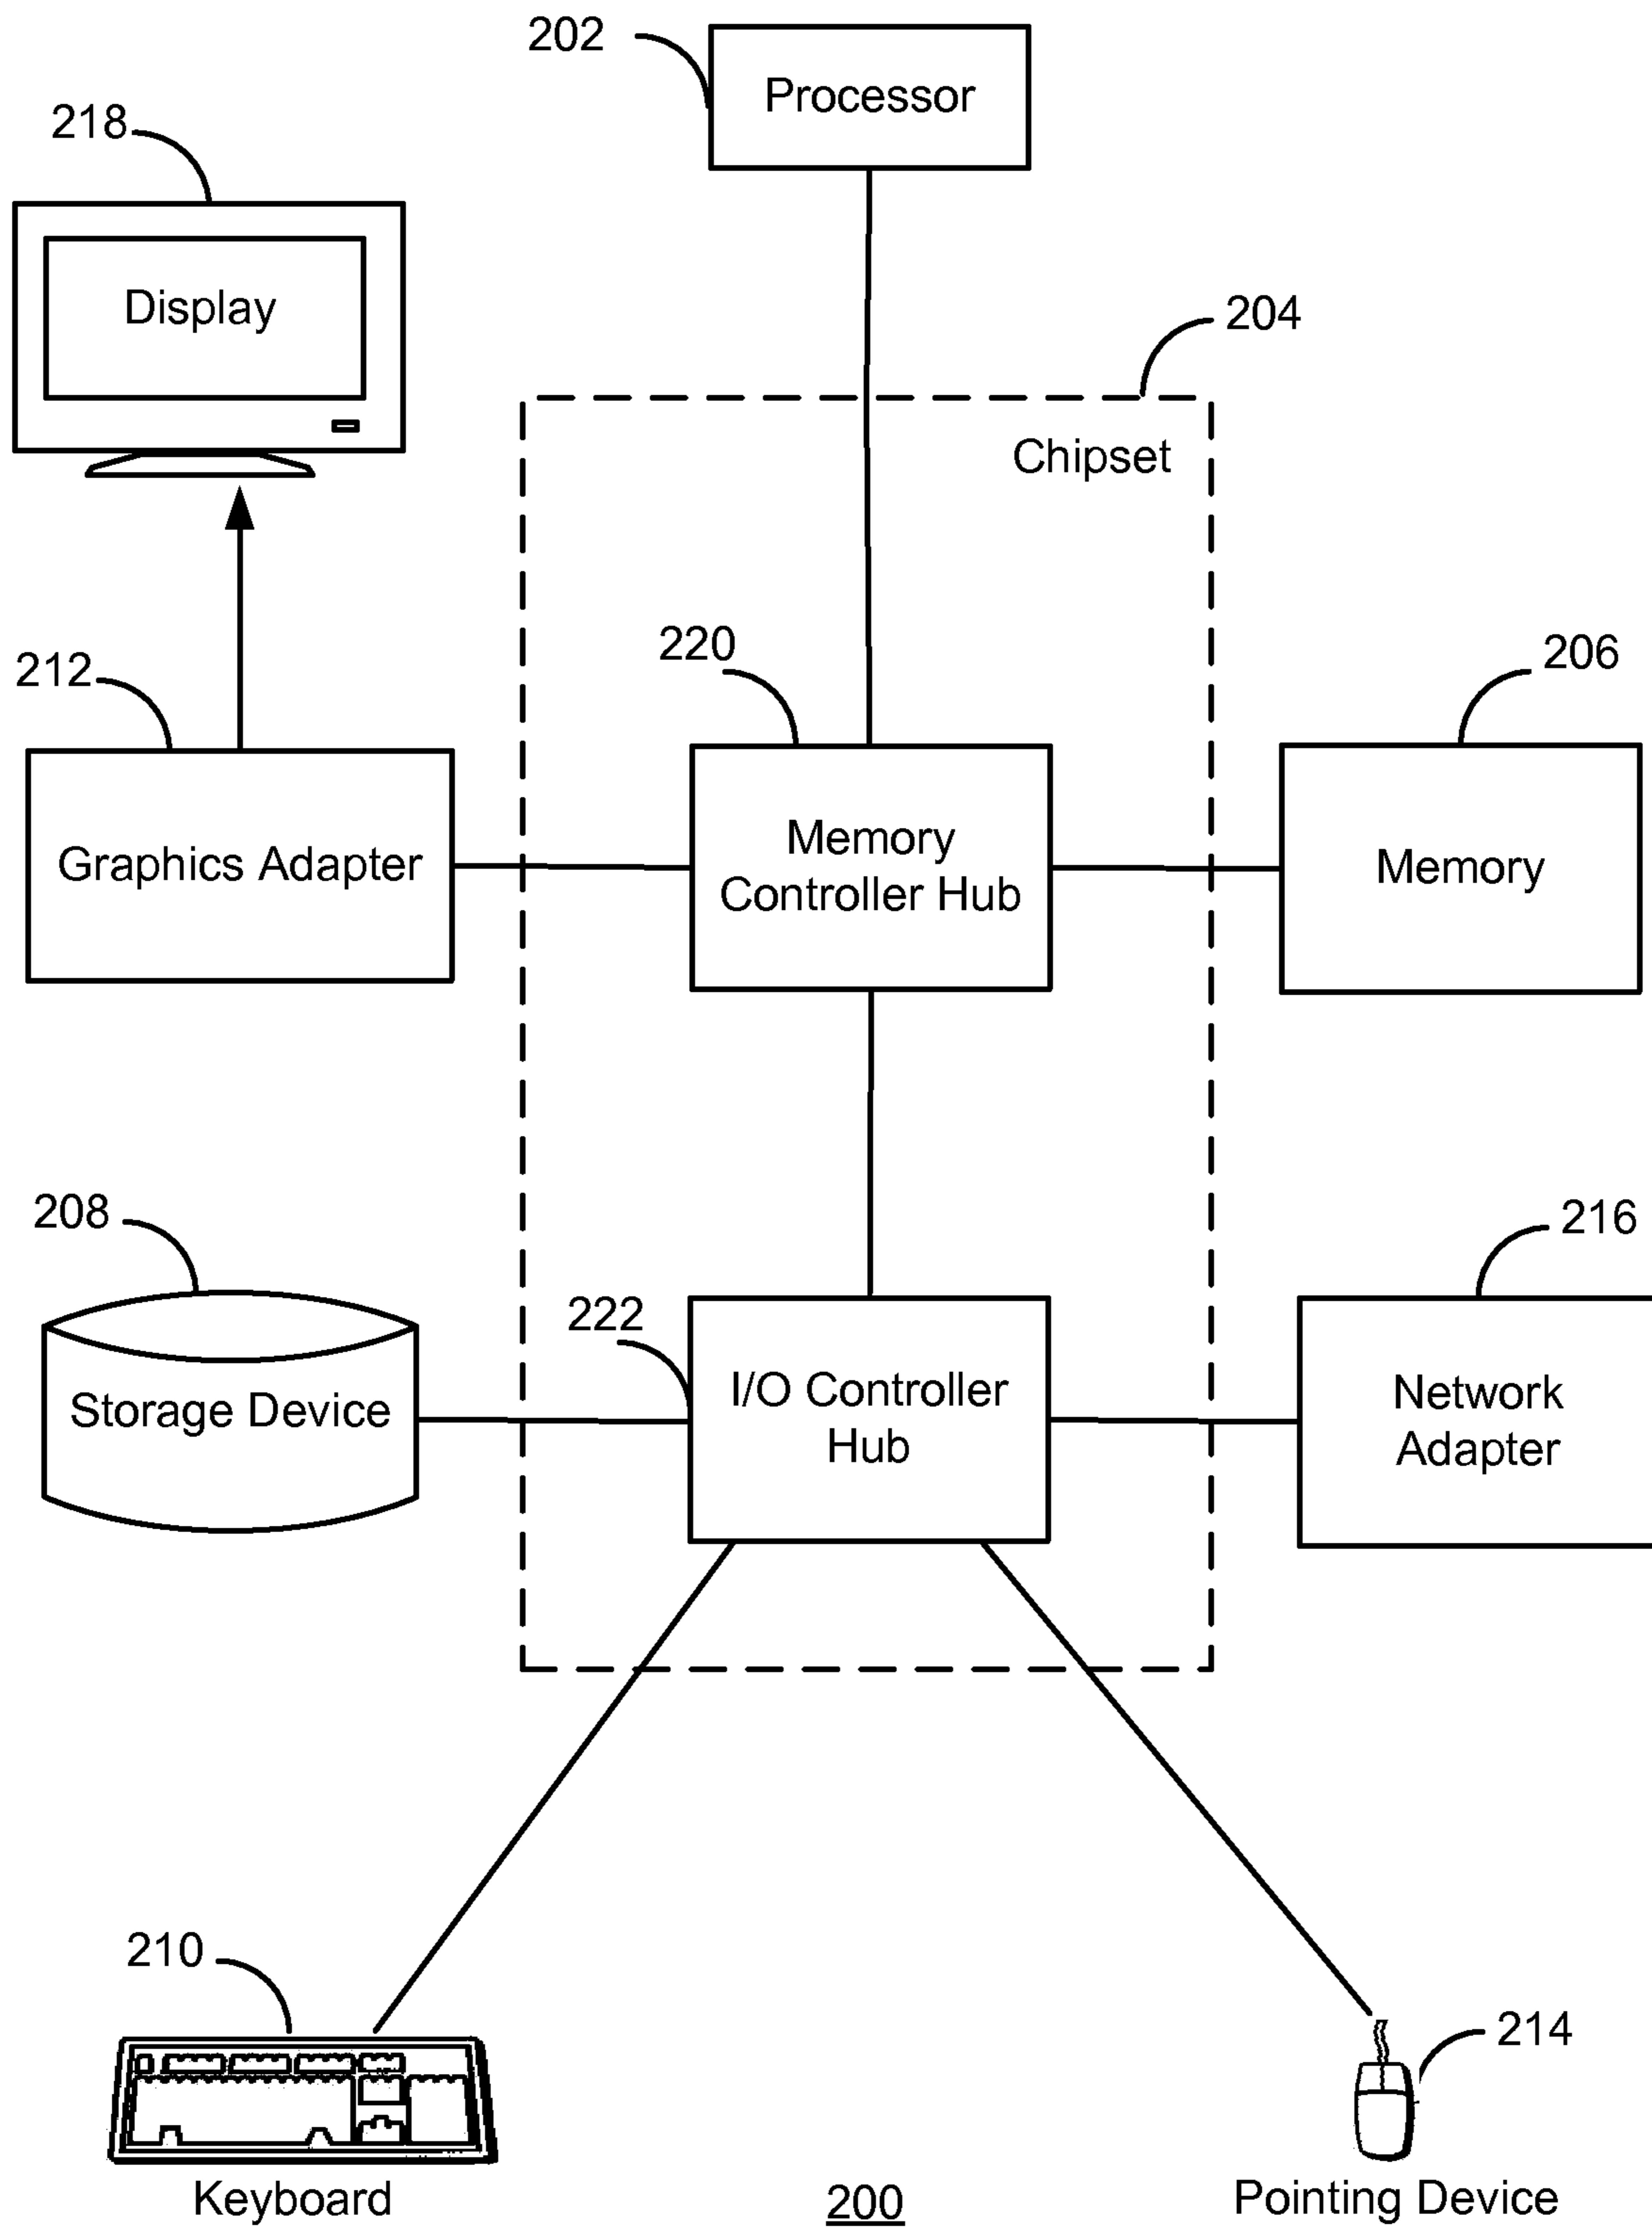 202
Processor
218
Display
204
Chipset
220
206
212
Memory
Controller Hub
Graphics Adapter
Memory
208
216
222
I/O Controller
Hub
Storage Device
Network
Adapter
210
214
Keyboard
200
Pointing Device